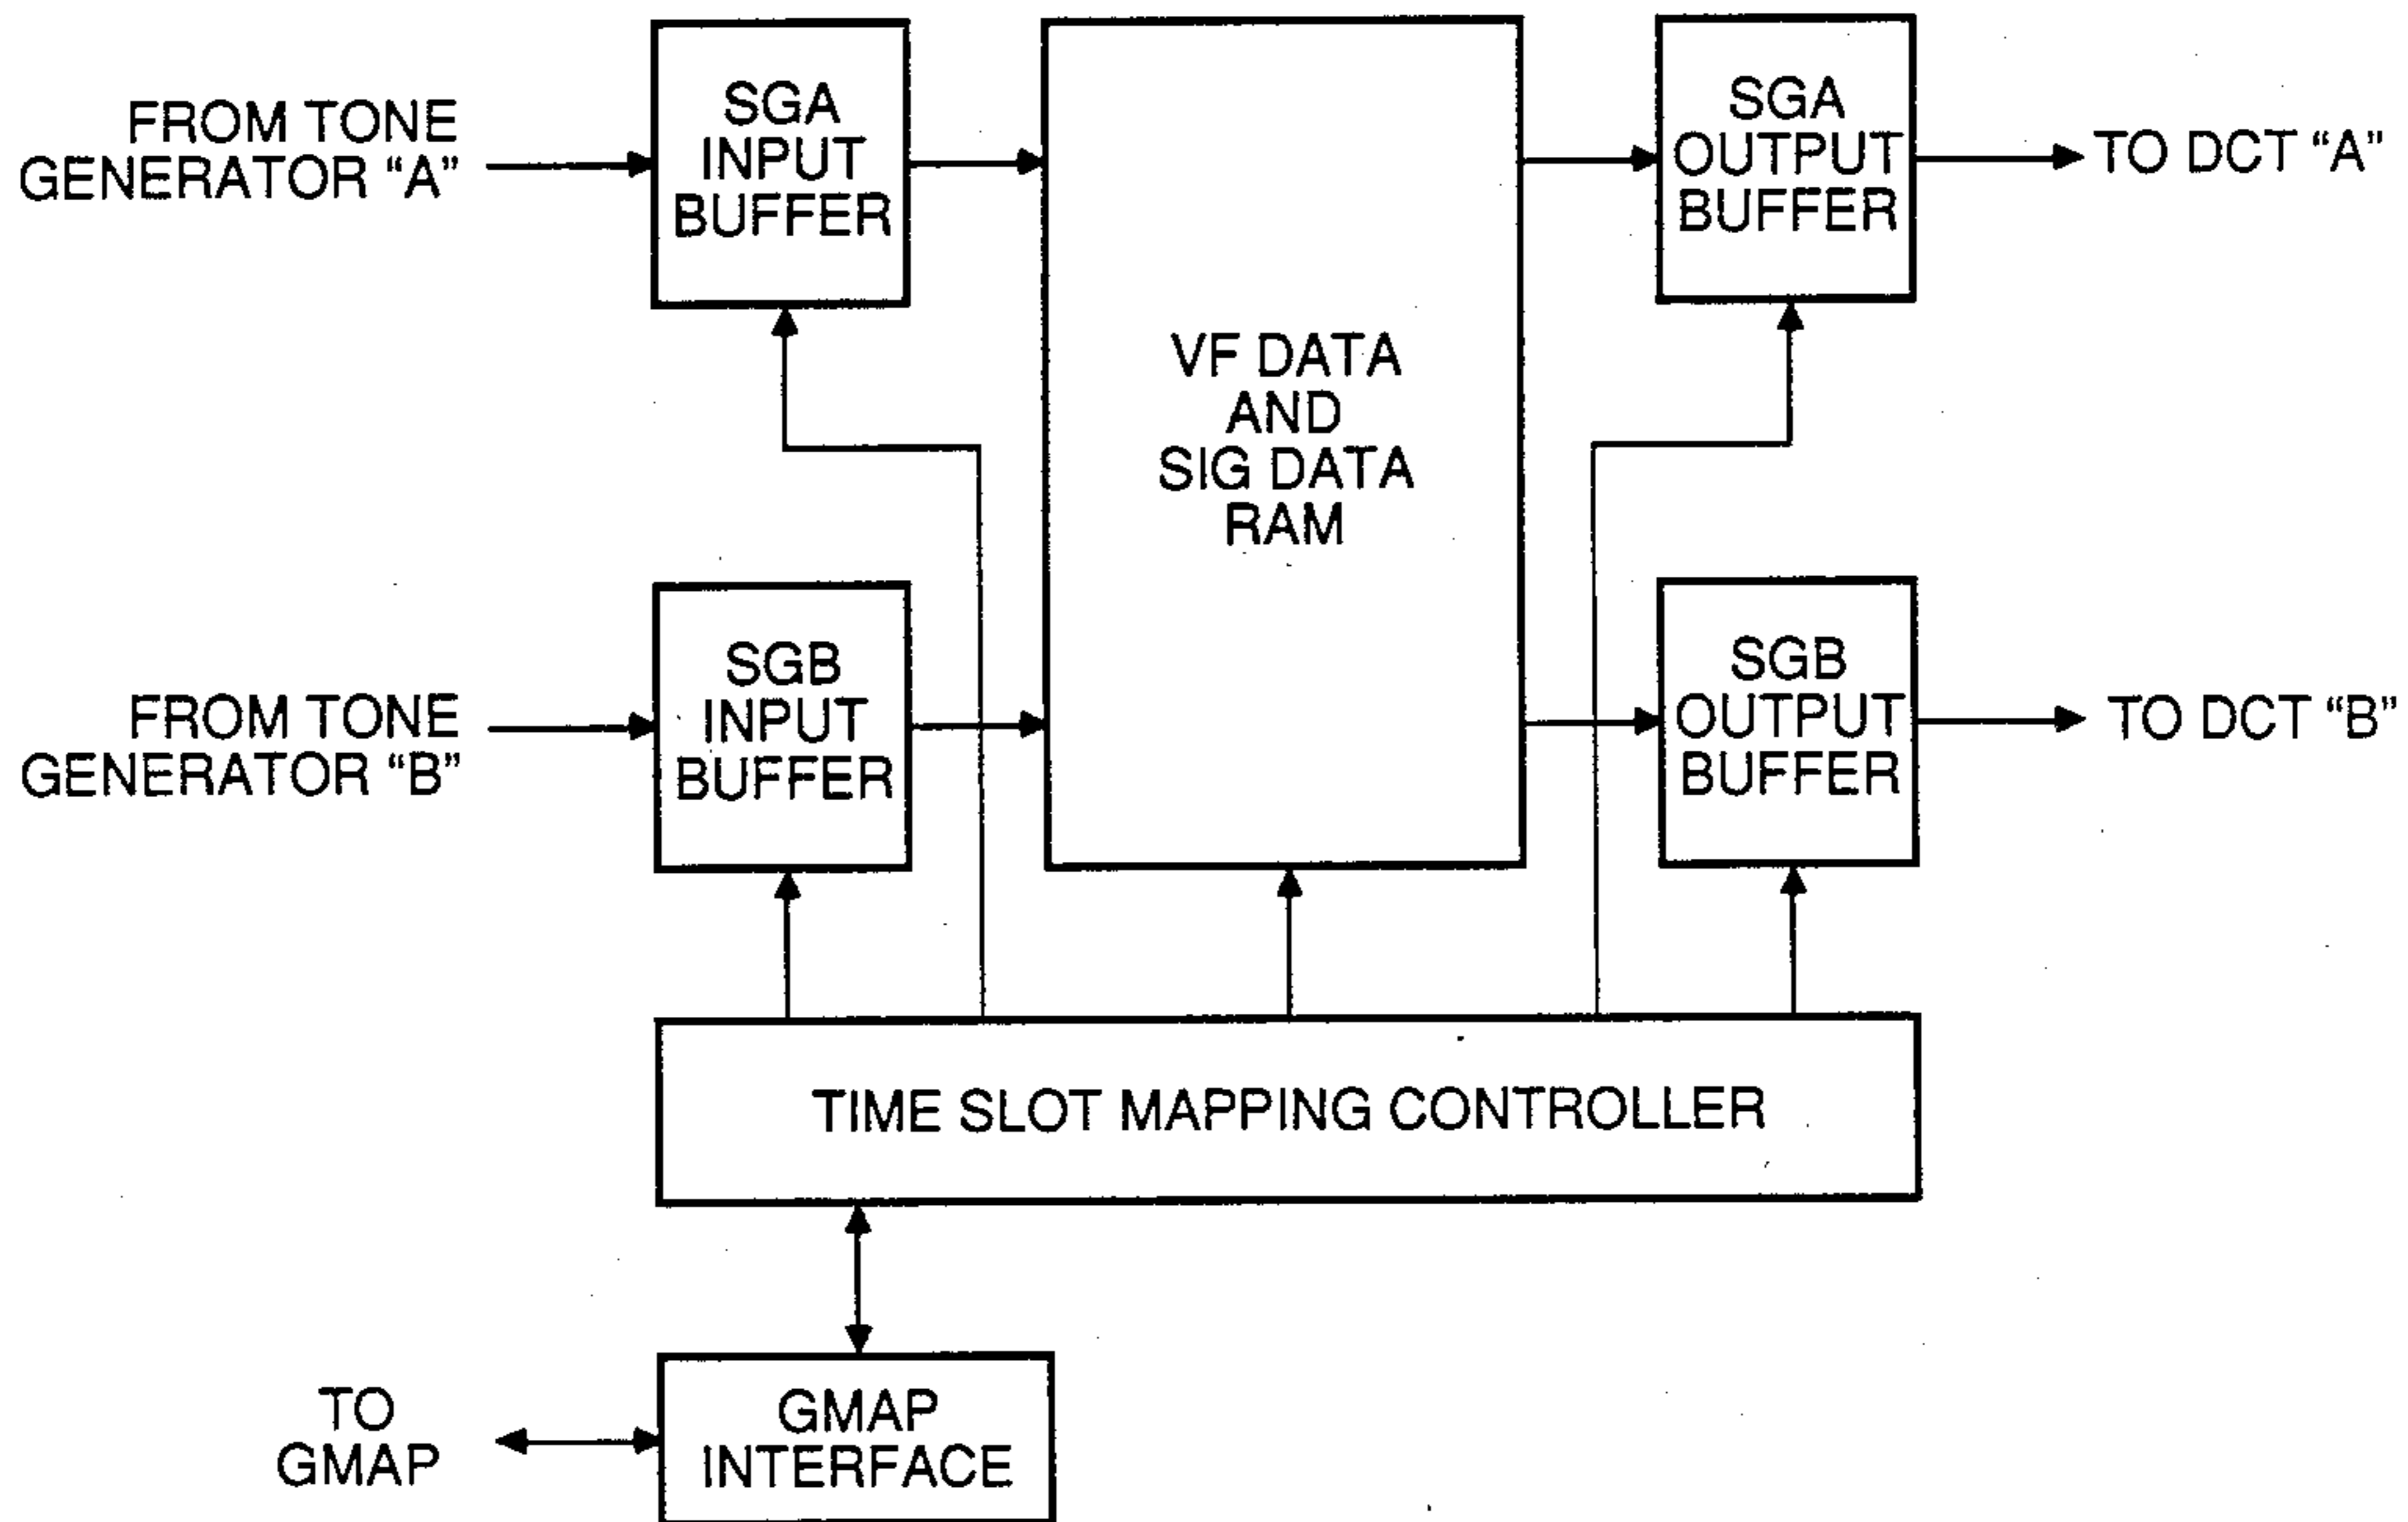 FROM TONE
GENERATOR “A”
SGA
INPUT
BUFFER
VF DATA
AND
SIG DATA
RAM
SGA
OUTPUT
BUFFER
TO DCT “A”
FROM TONE
GENERATOR “B”
SGB
INPUT
BUFFER
SGB
OUTPUT
BUFFER
TO DCT “B”
TIME SLOT MAPPING CONTROLLER
TO
GMAP
GMAP
INTERFACE